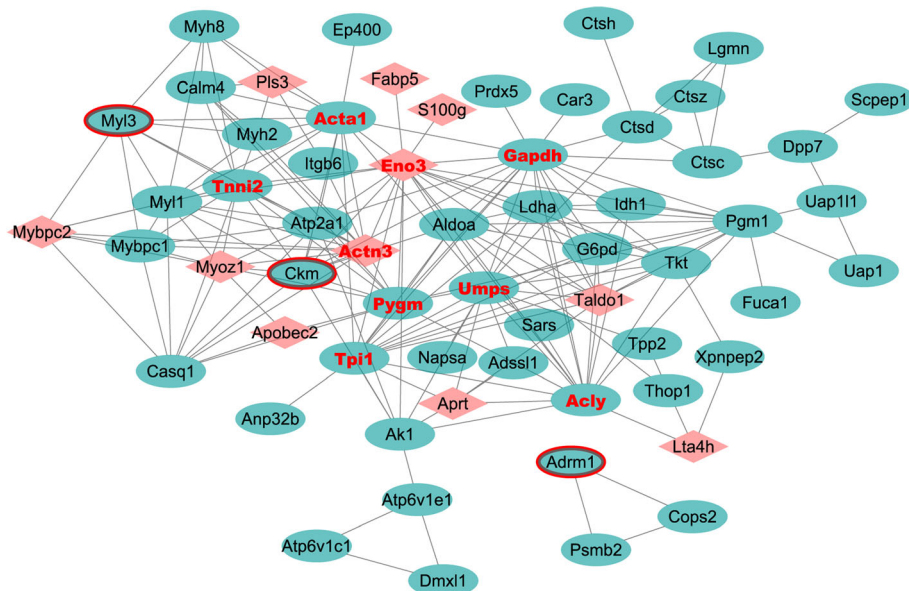 Myh8
Ep400
Ctsh
Lgmn
Calm4
Pls3
Fabp5
Prdx5
Car3
Ctsz
Scpep1
S100g
Myl3
Myh2
Acta1
Ctsd
Itgb6
Eno3
Gapdh
Ctsc
Dpp7
Tnni2
Myl1
Atp2a1
Aldoa
Ldha
Idh1
Pgm1
Uap1l1
Mybpc2
Mybpc1
Actn3
G6pd
Myoz1
Ckm
Tkt
Uap1
Pygm
Umps
Taldo1
Fuca1
Apobec2
Sars
Casq1
Tpi1
Napsa
Adssl1
Tpp2
Xpnpep2
Thop1
Anp32b
Aprt
Acly
Ak1
Lta4h
Adrm1
Atp6v1e1
Cops2
Atp6v1c1
Psmb2
Dmxl1